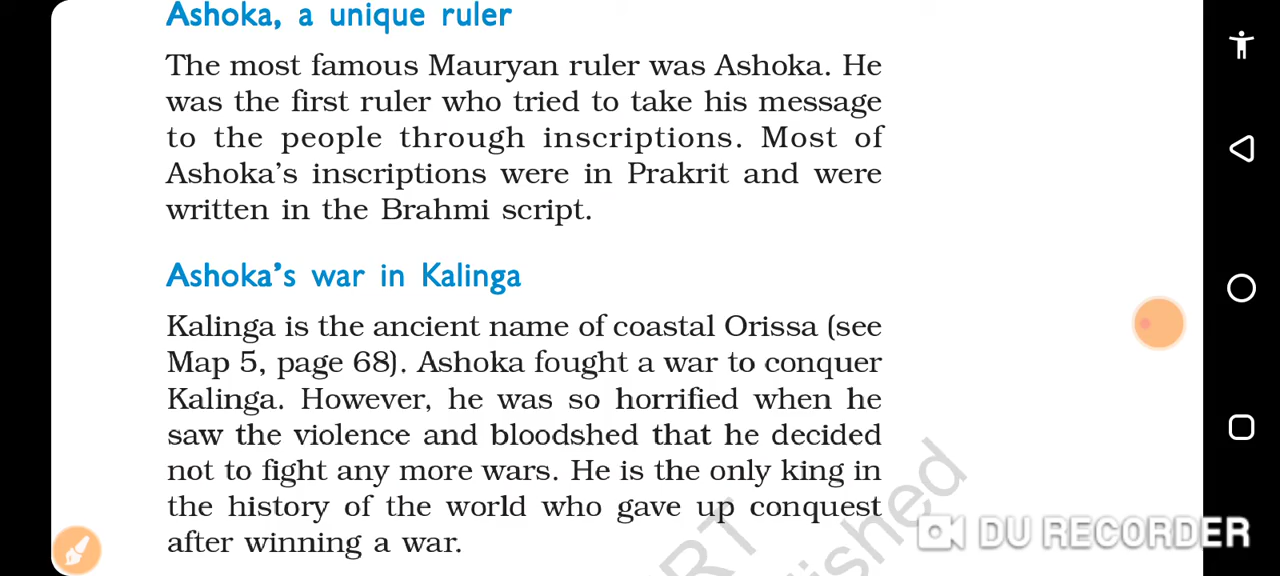 Ashoka, a unique ruler
The most famous Mauryan ruler was Ashoka. He
was the first ruler who tried to take his message
to the people through inscriptions. Most of
Ashoka's inscriptions were in Prakrit and were
written in the Brahmi script.
Ashoka's war in Kalinga
Kalinga is the ancient name of coastal Orissa (see
Map 5, page 68). Ashoka fought a war to conquer
Kalinga. However, he was so horrified when he
saw the violence and bloodshed that he decided
not to fight any more wars. He is the only king in
the history of the world who gave up conquest
after winning a war.
DU RECORDER